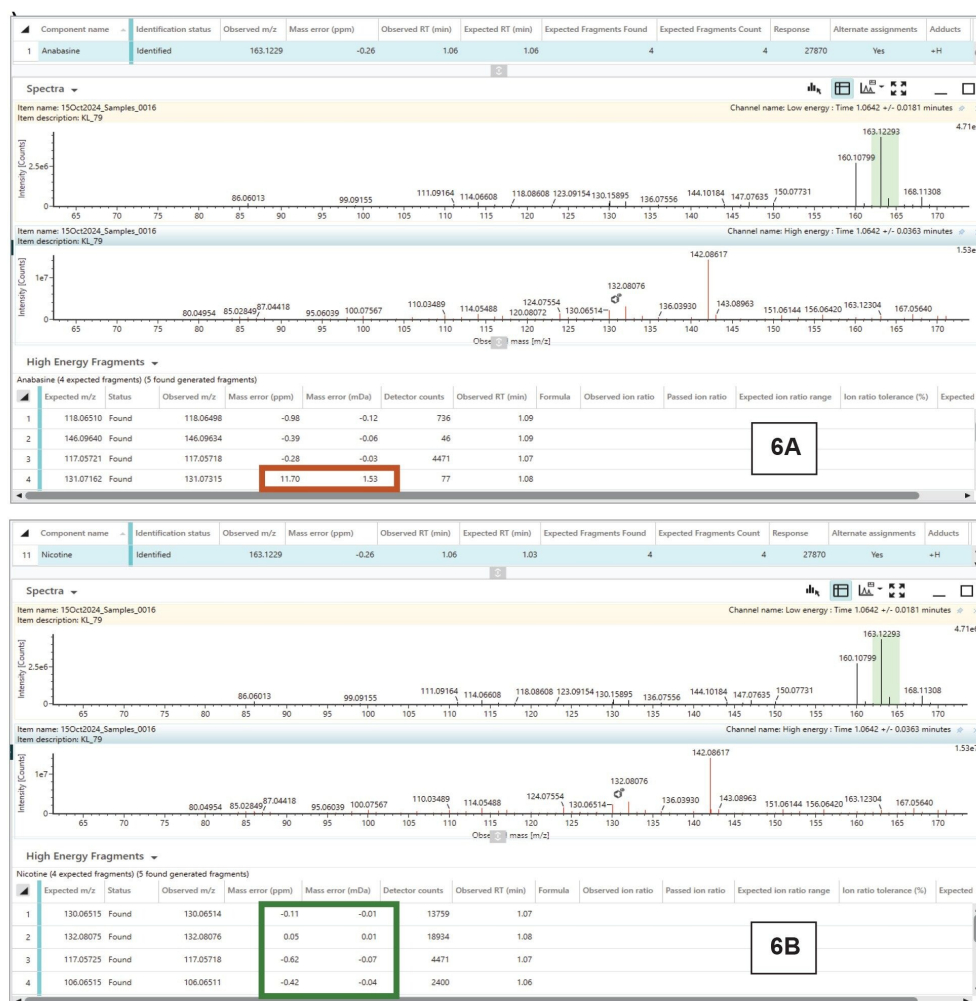 Component name Identification status Observed m/z Mass error (ppm) Observed RT (min) Expected RT (min) Expected Fragments Found Expected Fragments Count Response Alternate assignments Adducts
1 Anabasine Identified 163.1229 -0.26 1.06 1.06 4 4 27870 Yes +H
Spectra
Item name: 15Oct2024_Samples_0016 Channel name: Low energy : Time 1.0642 +/- 0.0181 minutes
Item description: KL_79
4.71e
163.12293
160.10799
2.5e6
86.06013 99.09155 111.09164 114.06608 118.08608 123.09154 130.15895 136.07556 144.10184 147.07635 150.07731 168.11308
0
Intensity [Counts]
65 70 75 80 85 90 95 100 105 110 115 120 125 130 135 140 145 150 155 160 165 170
Item name: 15Oct2024_Samples_0016 Channel name: High energy : Time 1.0642 +/- 0.0363 minutes
Item description: KL_79
1.53e
142.08617
1e7
132.08076
80.04954 85.02849 87.04418 95.06039 100.07567 110.03489 114.05488 120.08072 124.07554 130.06514 136.03930 143.08963 151.06144 156.06420 163.12304 167.05640
0
Intensity [Counts]
65 70 75 80 85 90 95 100 105 110 115 120 125 130 135 140 145 150 155 160 165 170
mass [m/z]
High Energy Fragments
Anabasine (4 expected fragments) (5 found generated fragments)
Expected m/z Status Observed m/z Mass error (ppm) Mass error (mDa) Detector counts Observed RT (min) Formula Observed ion ratio Passed ion ratio Expected ion ratio range Ion ratio tolerance (%) Expected
1 118.06510 Found 118.06498 -0.98 -0.12 736 1.09
2 146.09640 Found 146.09634 -0.39 -0.06 46 1.09
3 117.05721 Found 117.05718 -0.28 -0.03 4471 1.07
4 131.07162 Found 131.07315 11.70 1.53 77 1.08
6A
Component name Identification status Observed m/z Mass error (ppm) Observed RT (min) Expected RT (min) Expected Fragments Found Expected Fragments Count Response Alternate assignments Adducts
11 Nicotine Identified 163.1229 -0.26 1.06 1.03 4 4 27870 Yes +H
Spectra
Item name: 15Oct2024_Samples_0016 Channel name: Low energy : Time 1.0642 +/- 0.0181 minutes
Item description: KL_79
4.71e6
163.12293
160.10799
2.5e6
86.06013 99.09155 111.09164 114.06608 118.08608 123.09154 130.15895 136.07556 144.10184 147.07635 150.07731 168.11308
0
Intensity [Counts]
65 70 75 80 85 90 95 100 105 110 115 120 125 130 135 140 145 150 155 160 165 170
Item name: 15Oct2024_Samples_0016 Channel name: High energy : Time 1.0642 +/- 0.0363 minutes
Item description: KL_79
1.53e7
142.08617
1e7
132.08076
80.04954 85.02849 87.04418 95.06039 100.07567 110.03489 114.05488 124.07554 130.06514 136.03930 143.08963 151.06144 156.06420 163.12304 167.05640
0
Intensity [Counts]
65 70 75 80 85 90 95 100 105 110 115 120 125 130 135 140 145 150 155 160 165 170
mass [m/z]
High Energy Fragments
Nicotine (4 expected fragments) (5 found generated fragments)
Expected m/z Status Observed m/z Mass error (ppm) Mass error (mDa) Detector counts Observed RT (min) Formula Observed ion ratio Passed ion ratio Expected ion ratio range Ion ratio tolerance (%) Expected
1 130.06515 Found 130.06514 -0.11 -0.01 13759 1.07
2 132.08075 Found 132.08076 0.05 0.01 18934 1.08
3 117.05725 Found 117.05718 -0.62 -0.07 4471 1.07
4 106.06515 Found 106.06511 -0.42 -0.04 2400 1.06
6B